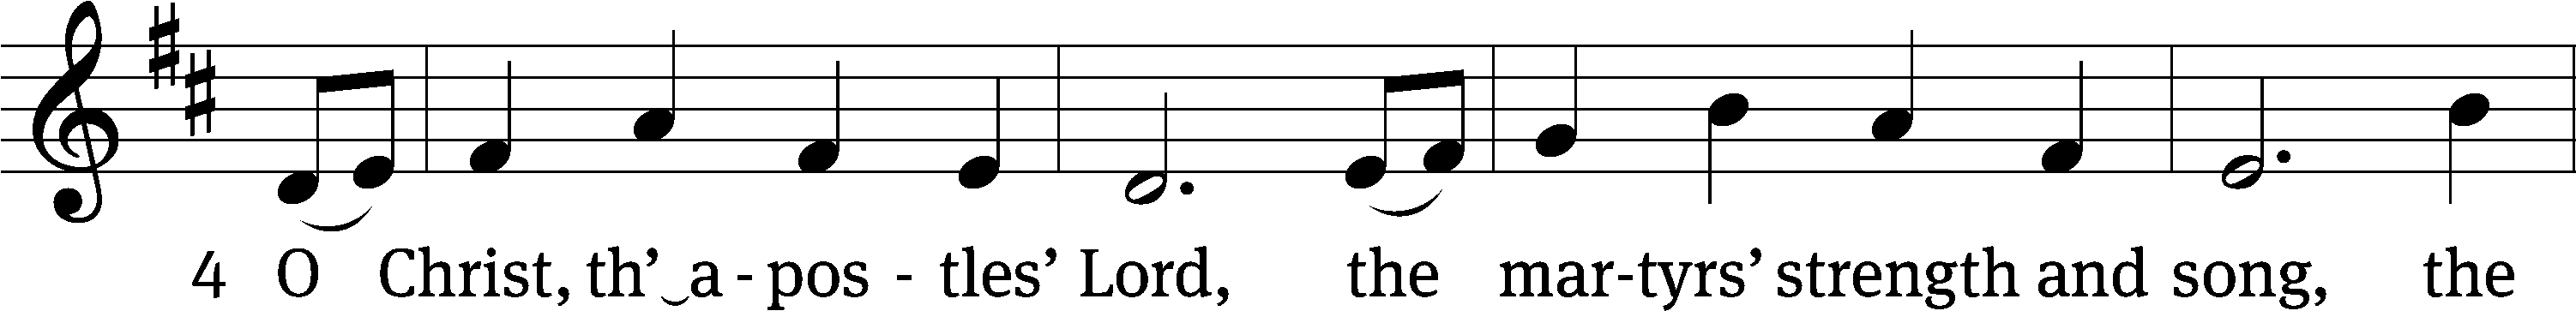 4 O Christ, th’‿a - pos - tles’ Lord, the mar-tyrs’ strength and song, the